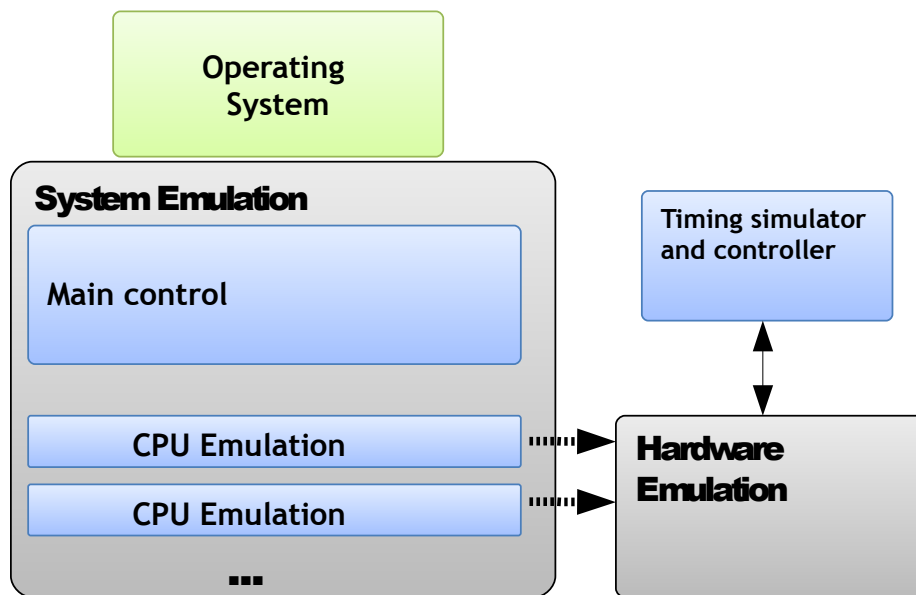 Operating
System
System Emulation
Main control
CPU Emulation
CPU Emulation
...
Timing simulator
and controller
Hardware
Emulation